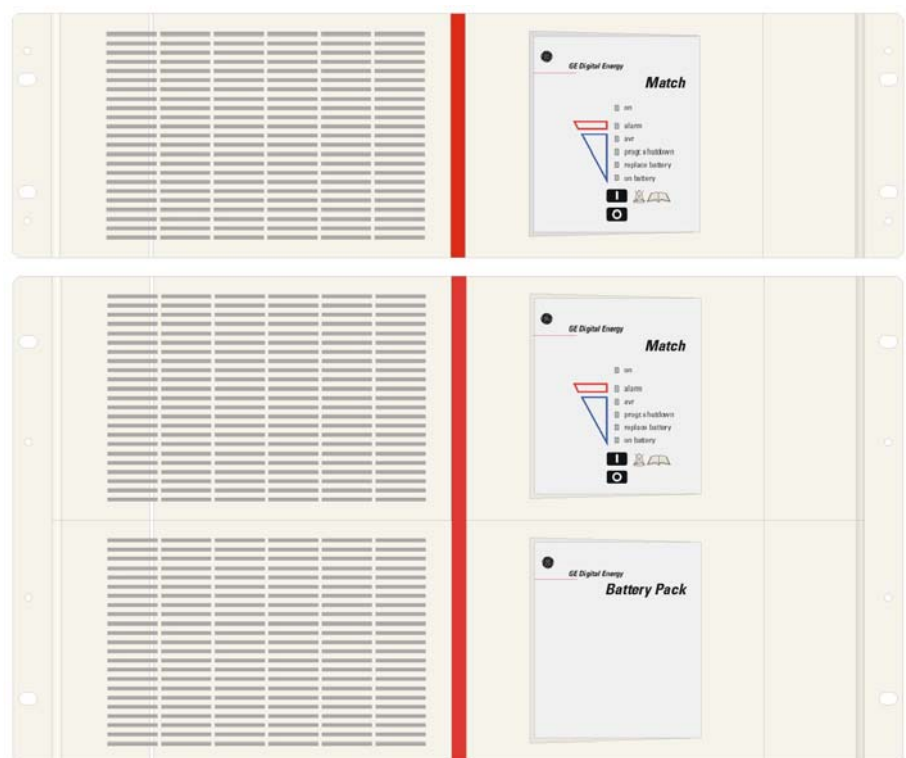 GE Digital Energy
Match
on
alarm
avr
progr. shutdown
replace battery
on battery
I
O
GE Digital Energy
Match
on
alarm
avr
progr. shutdown
replace battery
on battery
I
O
GE Digital Energy
Battery Pack